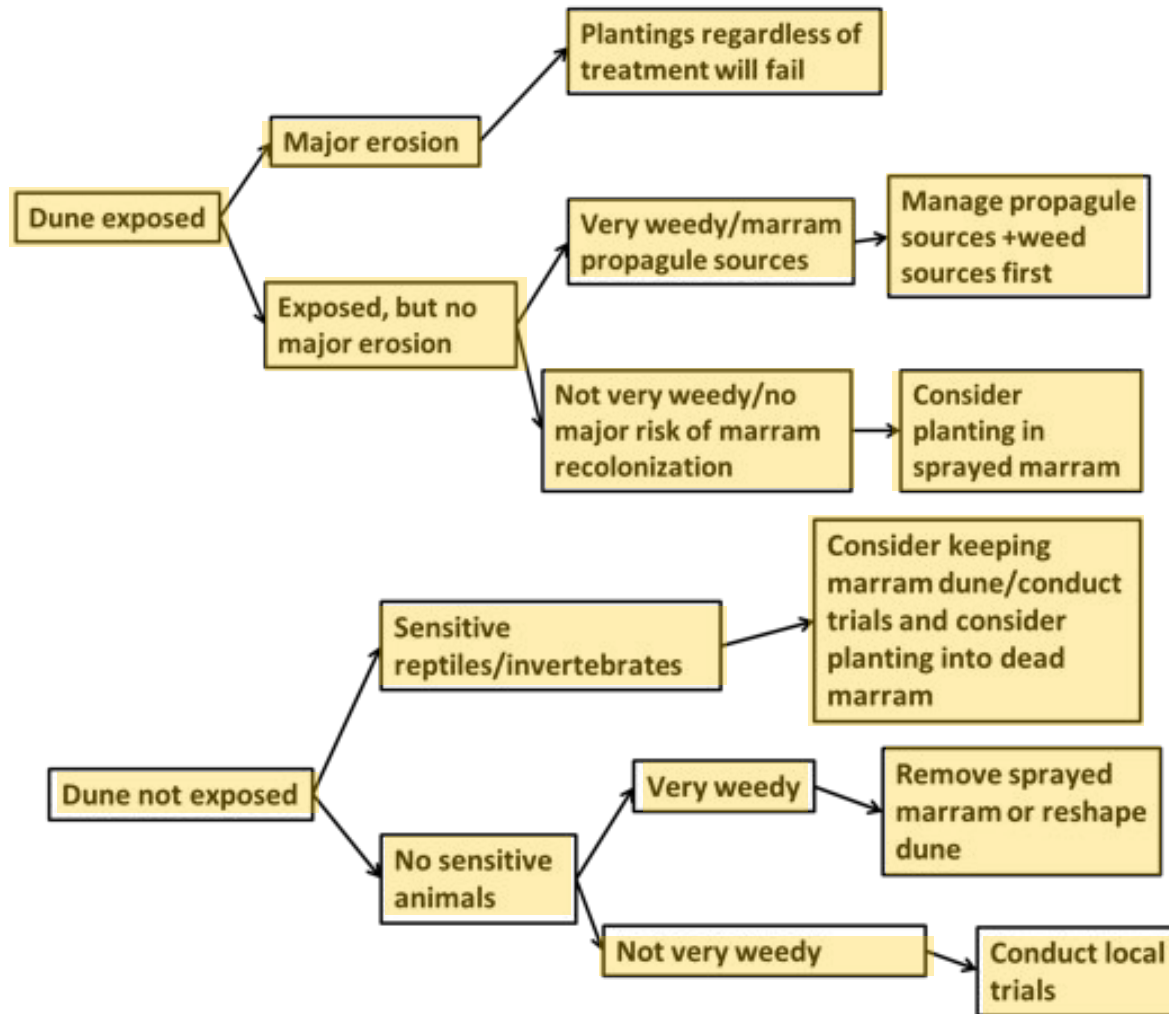 Plantings regardless of
treatment will fail
Major erosion
Dune exposed
Very weedy/marram
propagule sources
Manage propagule
sources +weed
sources first
Exposed, but no
major erosion
Not very weedy/no
major risk of marram
recolonization
Consider
planting in
sprayed marram
Consider keeping
marram dune/conduct
trials and consider
planting into dead
marram
Sensitive
reptiles/invertebrates
Dune not exposed
Very weedy
Remove sprayed
marram or reshape
dune
No sensitive
animals
Not very weedy
Conduct local
trials